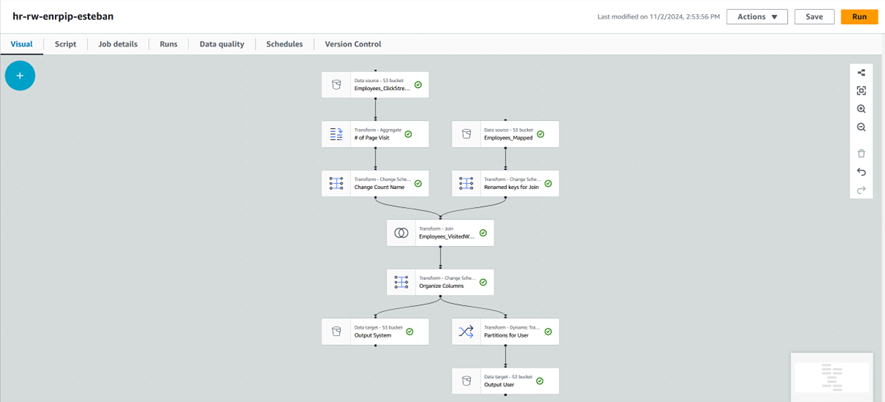 hr-rw-enrpip-esteban
Last modified on 11/2/2024, 2:53:56 PM
Actions
Save
Run
Visual
Script
Job details
Runs
Data quality
Schedules
Version Control
Data source - S3 bucket
Employees_ClickStre...
Transform - Aggregate
# of Page Visit
Data source - S3 bucket
Employees_Mapped
Transform - Change Sche...
Change Count Name
Transform - Change Sche...
Renamed keys for Join
Transform - Join
Employees_VisitedW...
Transform - Change Sche...
Organize Columns
Data target - S3 bucket
Output System
Transform - Dynamic Tra...
Partitions for User
Data target - S3 bucket
Output User